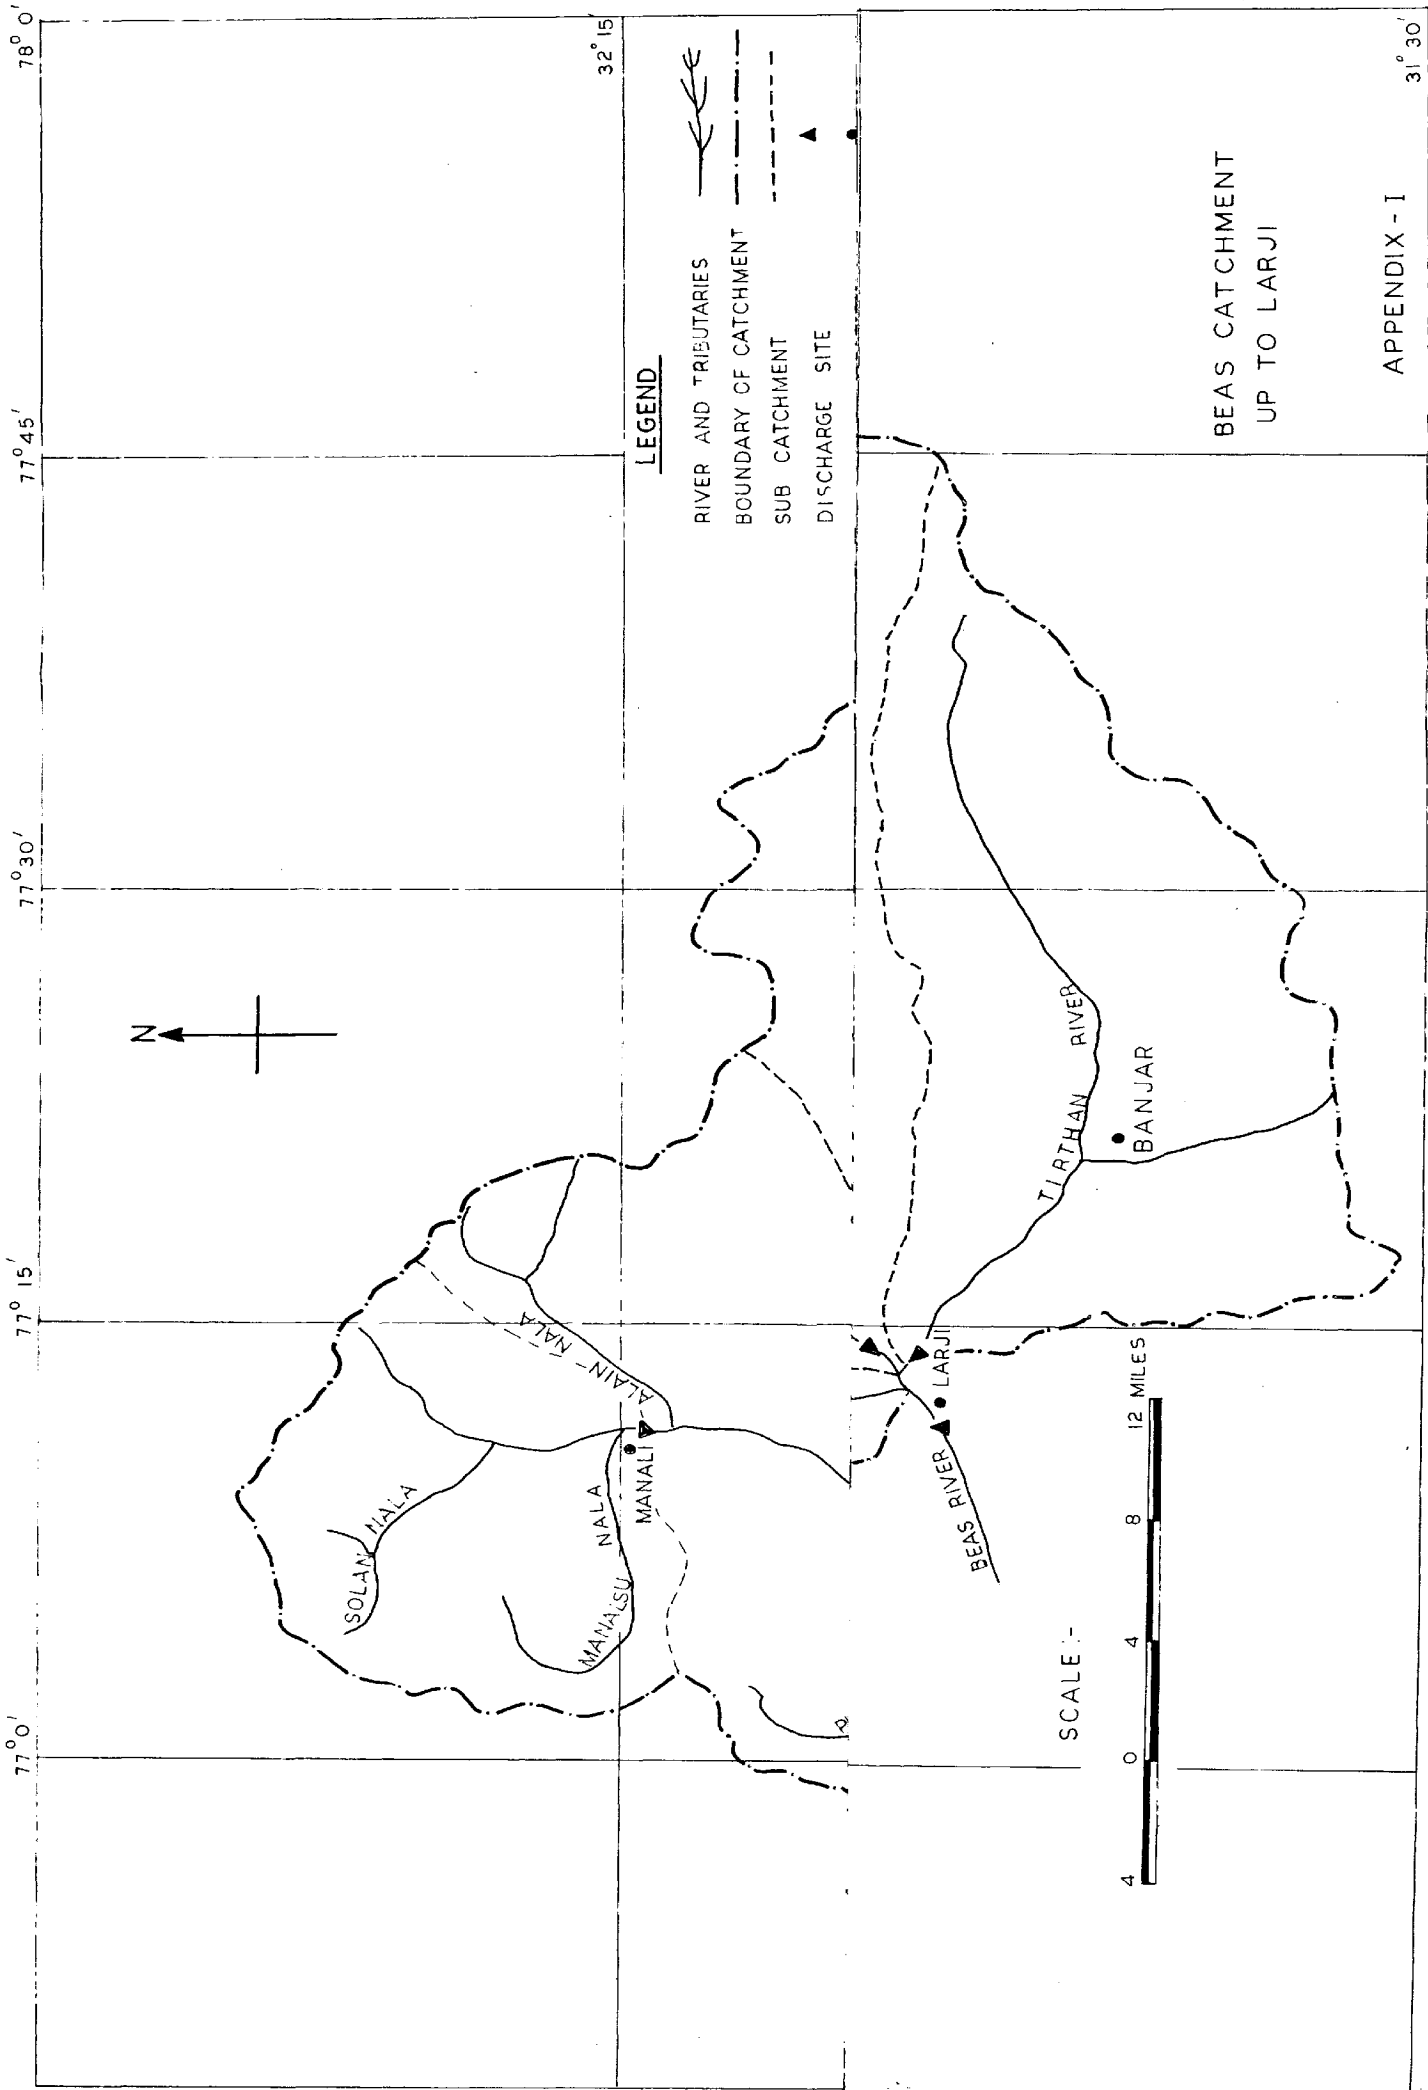 77° 0'
77° 15'
77° 30'
77° 45'
78° 0'
N
32° 15
SOLAN NALA
MANALSU NALA
MANALI
ALAIN NALA
LEGEND
RIVER AND TRIBUTARIES
BOUNDARY OF CATCHMENT
SUB CATCHMENT
DISCHARGE SITE
BEAS RIVER
LARJI
TIRTHAN RIVER
BANJAR
SCALE :-
4 0 4 8 12 MILES
BEAS CATCHMENT
UP TO LARJI
APPENDIX - I
31° 30'